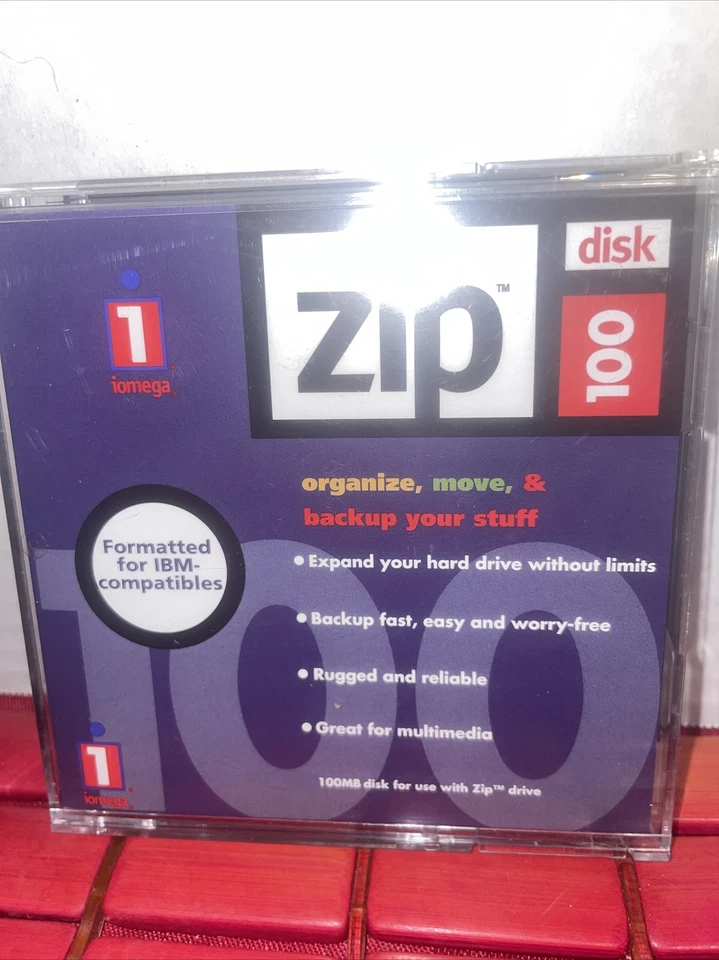 zip™
disk
100
1
iomega.
organize, move, &
backup your stuff
Formatted
for IBM-
compatibles
• Expand your hard drive without limits
• Backup fast, easy and worry-free
• Rugged and reliable
• Great for multimedia
100MB disk for use with Zip™ drive
100
1
iomega.